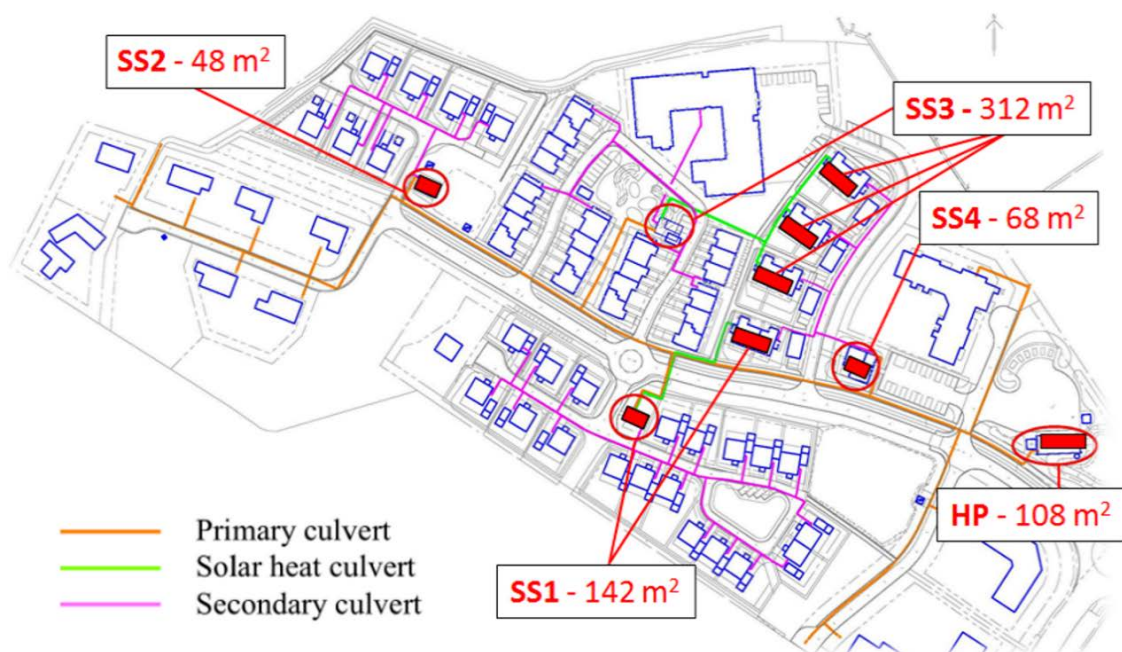 SS2 - 48 m²
SS3 - 312 m²
SS4 - 68 m²
HP - 108 m²
SS1 - 142 m²
Primary culvert
Solar heat culvert
Secondary culvert